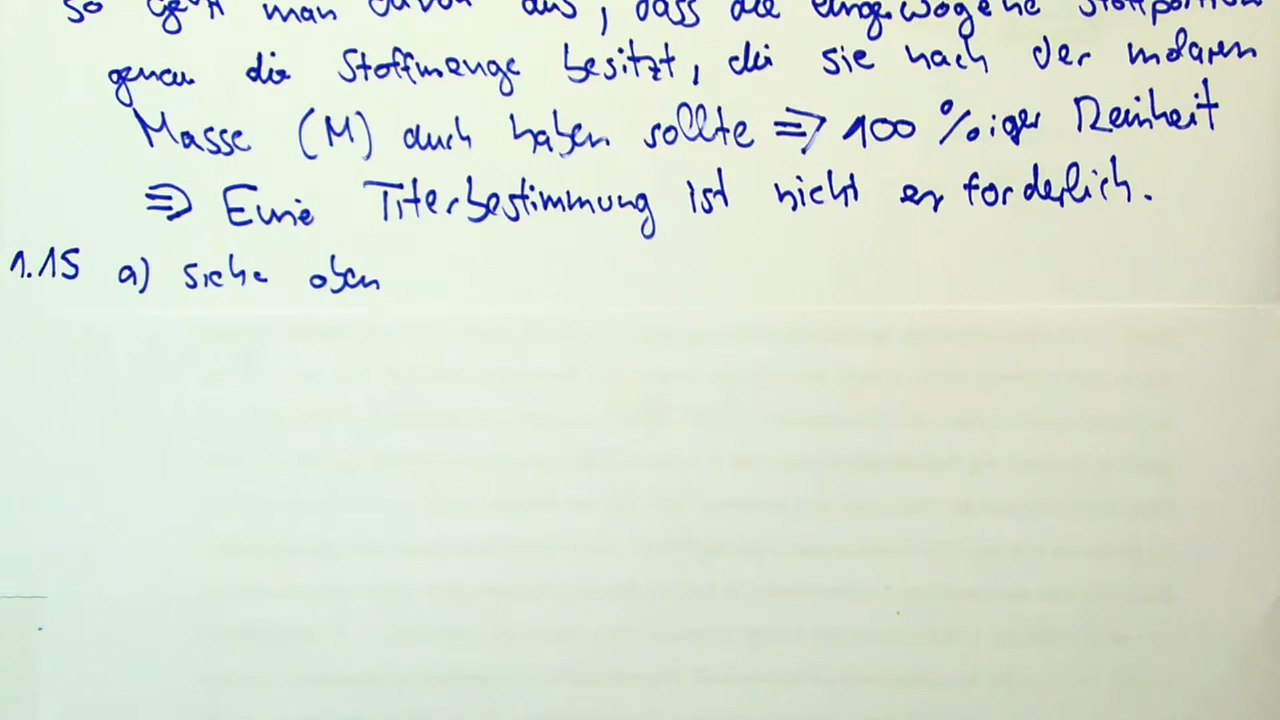 so geht man davon aus, dass die eingewogene Stoffportion
genau die Stoffmenge besitzt, die sie nach der molaren
Masse (M) auch haben sollte => 100 %iger Reinheit
=> Eine Titerbestimmung ist nicht erforderlich.
1.15 a) siehe oben